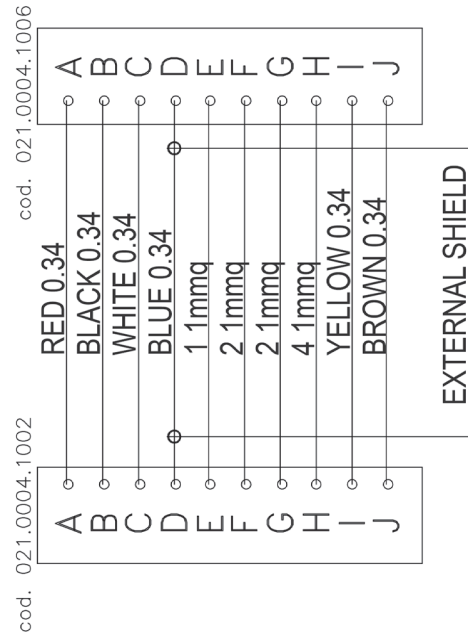 cod. 021.0004.1006
A B C D E F G H I J
RED 0.34
BLACK 0.34
WHITE 0.34
BLUE 0.34
1 1mmq
2 1mmq
2 1mmq
4 1mmq
YELLOW 0.34
BROWN 0.34
EXTERNAL SHIELD
cod. 021.0004.1002
A B C D E F G H I J